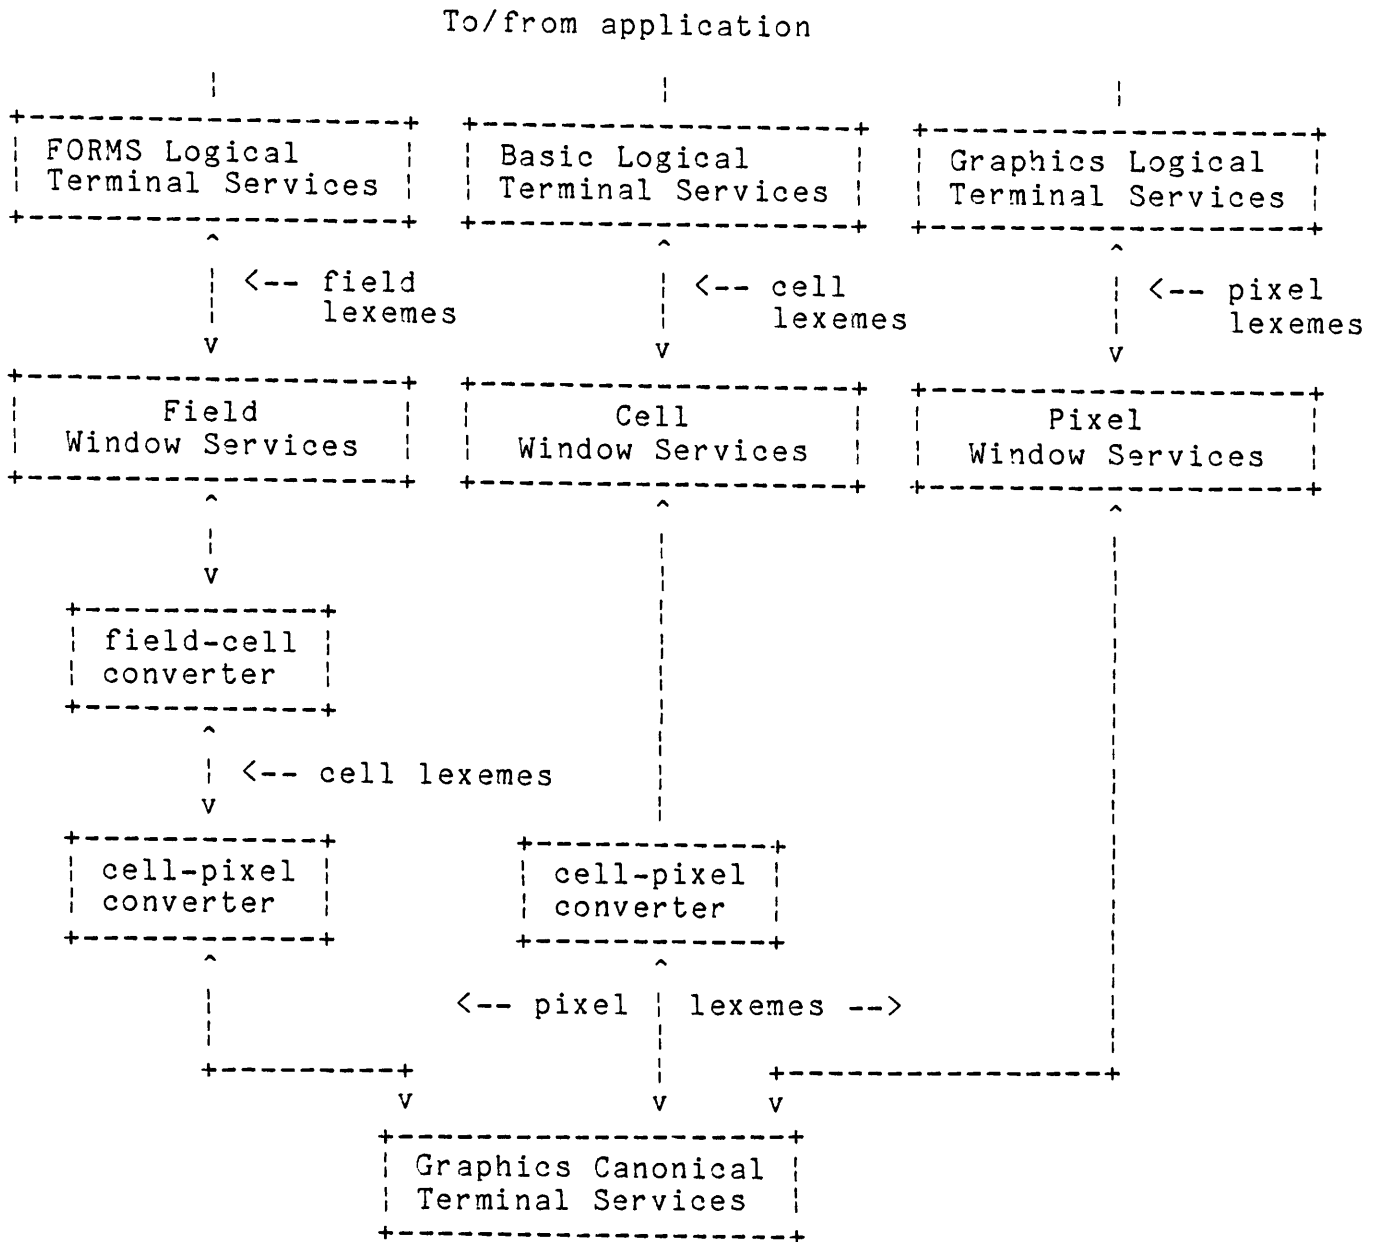 To/from application
FORMS Logical
Terminal Services
Basic Logical
Terminal Services
Graphics Logical
Terminal Services
<-- field
lexemes
<-- cell
lexemes
<-- pixel
lexemes
Field
Window Services
Cell
Window Services
Pixel
Window Services
field-cell
converter
<-- cell lexemes
cell-pixel
converter
cell-pixel
converter
<-- pixel | lexemes -->
Graphics Canonical
Terminal Services